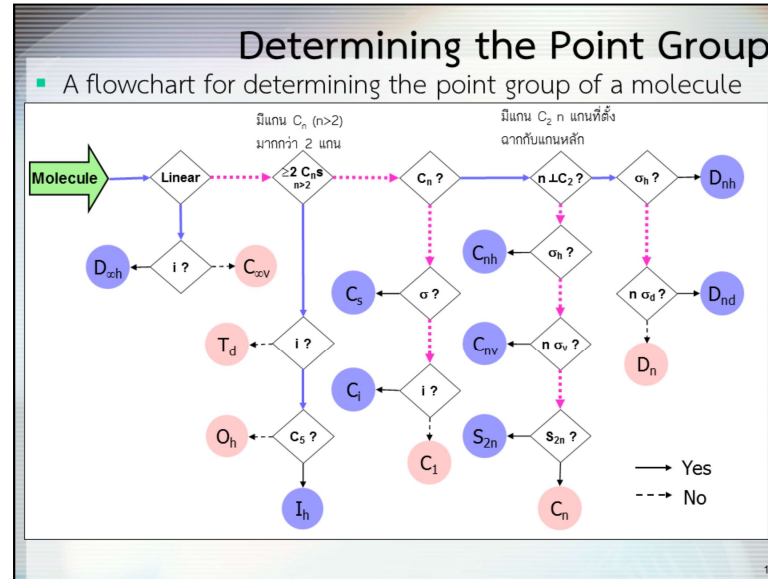 Determining the Point Group
A flowchart for determining the point group of a molecule
มีแกน Cₙ (n>2)
มากกว่า 2 แกน
มีแกน C₂ n แกนที่ตั้ง
ฉากกับแกนหลัก
Molecule
Linear
≥2 Cₙs
n>2
Cₙ ?
n ⊥C₂ ?
σₕ ?
Dₙₕ
D∞h
i ?
C∞v
Cₛ
σ ?
Cₙₕ
σₕ ?
n σd ?
Dnd
T_d
i ?
Cᵢ
i ?
Cₙᵥ
n σᵥ ?
Dₙ
Oₕ
C₅ ?
C₁
S₂ₙ
S₂ₙ ?
Iₕ
Cₙ
Yes
No
1